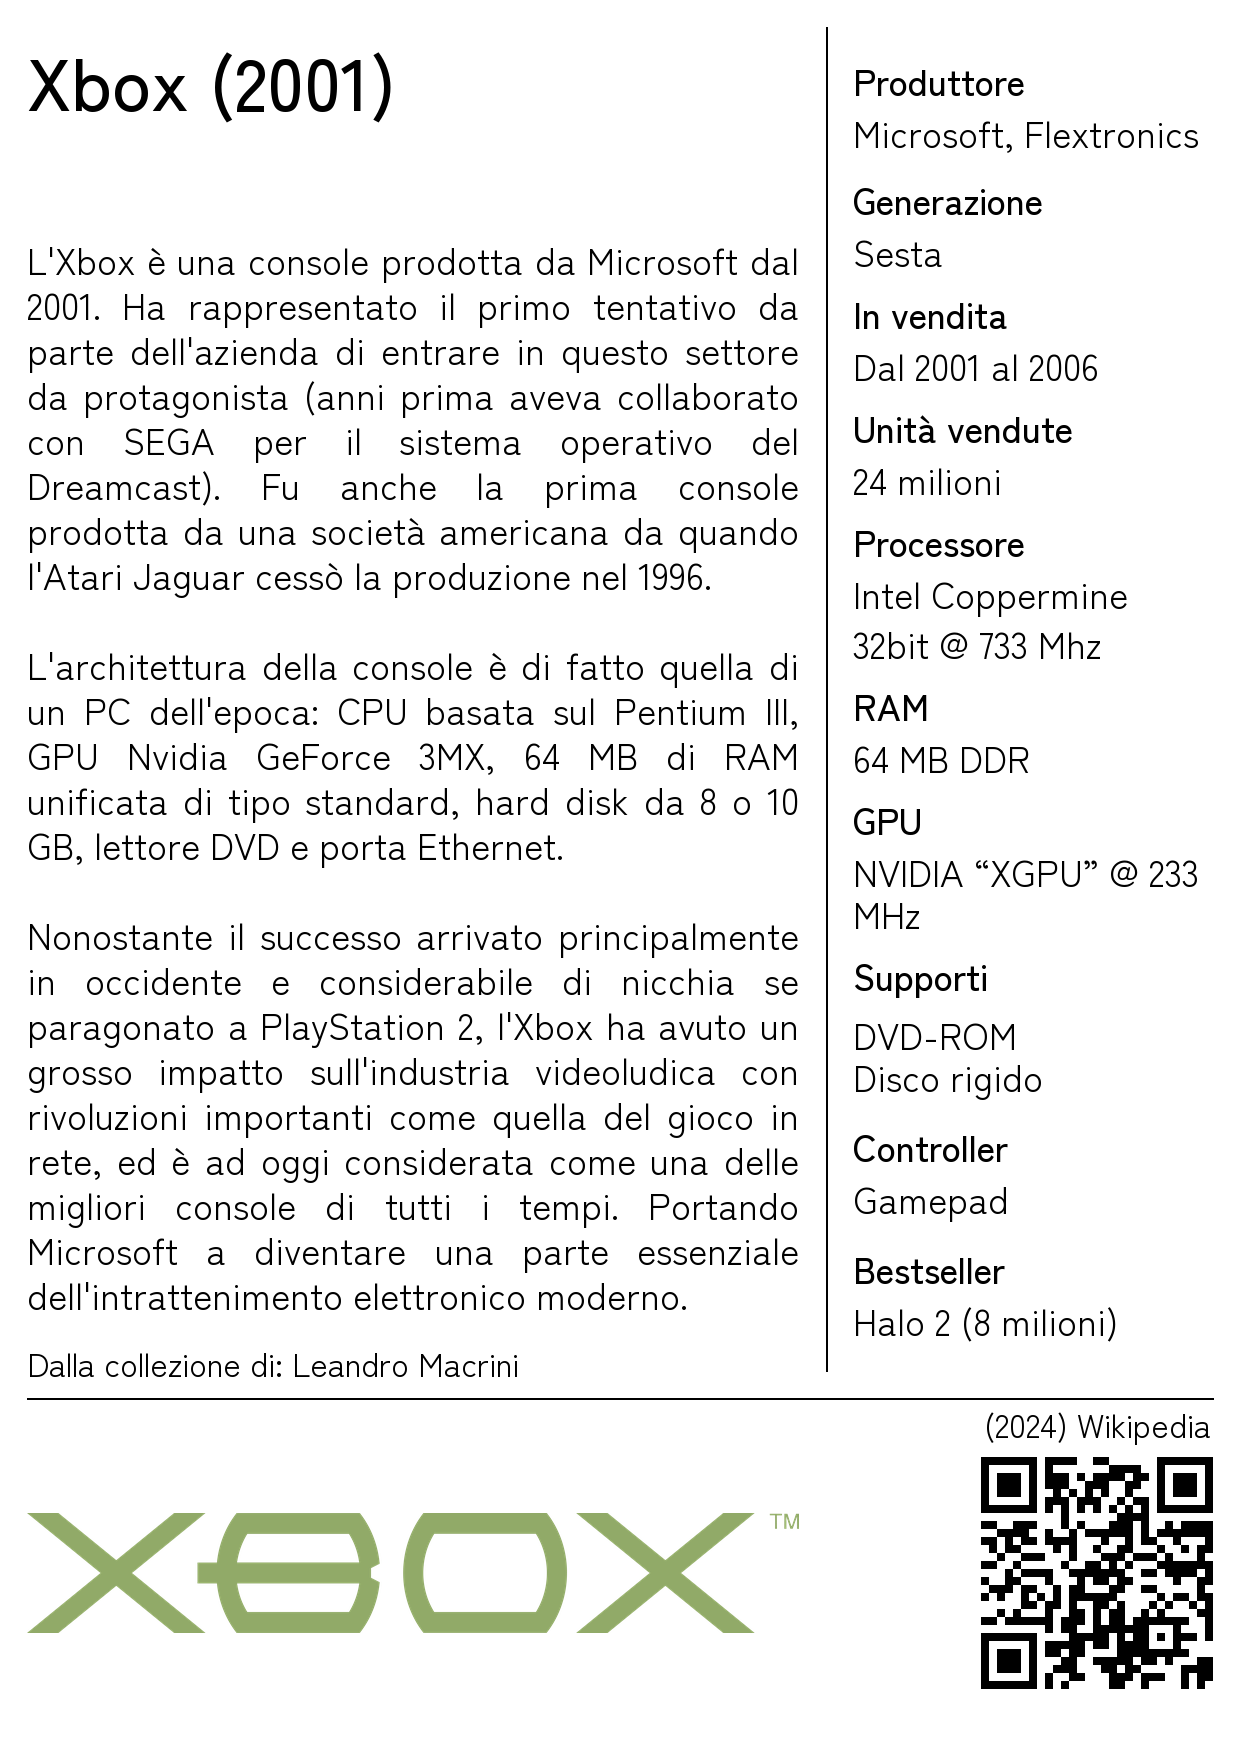 Xbox (2001)
L'Xbox è una console prodotta da Microsoft dal
2001. Ha rappresentato il primo tentativo da
parte dell'azienda di entrare in questo settore
da protagonista (anni prima aveva collaborato
con SEGA per il sistema operativo del
Dreamcast). Fu anche la prima console
prodotta da una società americana da quando
l'Atari Jaguar cessò la produzione nel 1996.
L'architettura della console è di fatto quella di
un PC dell'epoca: CPU basata sul Pentium III,
GPU Nvidia GeForce 3MX, 64 MB di RAM
unificata di tipo standard, hard disk da 8 o 10
GB, lettore DVD e porta Ethernet.
Nonostante il successo arrivato principalmente
in occidente e considerabile di nicchia se
paragonato a PlayStation 2, l'Xbox ha avuto un
grosso impatto sull'industria videoludica con
rivoluzioni importanti come quella del gioco in
rete, ed è ad oggi considerata come una delle
migliori console di tutti i tempi. Portando
Microsoft a diventare una parte essenziale
dell'intrattenimento elettronico moderno.
Dalla collezione di: Leandro Macrini
Produttore
Microsoft, Flextronics
Generazione
Sesta
In vendita
Dal 2001 al 2006
Unità vendute
24 milioni
Processore
Intel Coppermine
32bit @ 733 Mhz
RAM
64 MB DDR
GPU
NVIDIA “XGPU” @ 233
MHz
Supporti
DVD-ROM
Disco rigido
Controller
Gamepad
Bestseller
Halo 2 (8 milioni)
(2024) Wikipedia
XBOX™